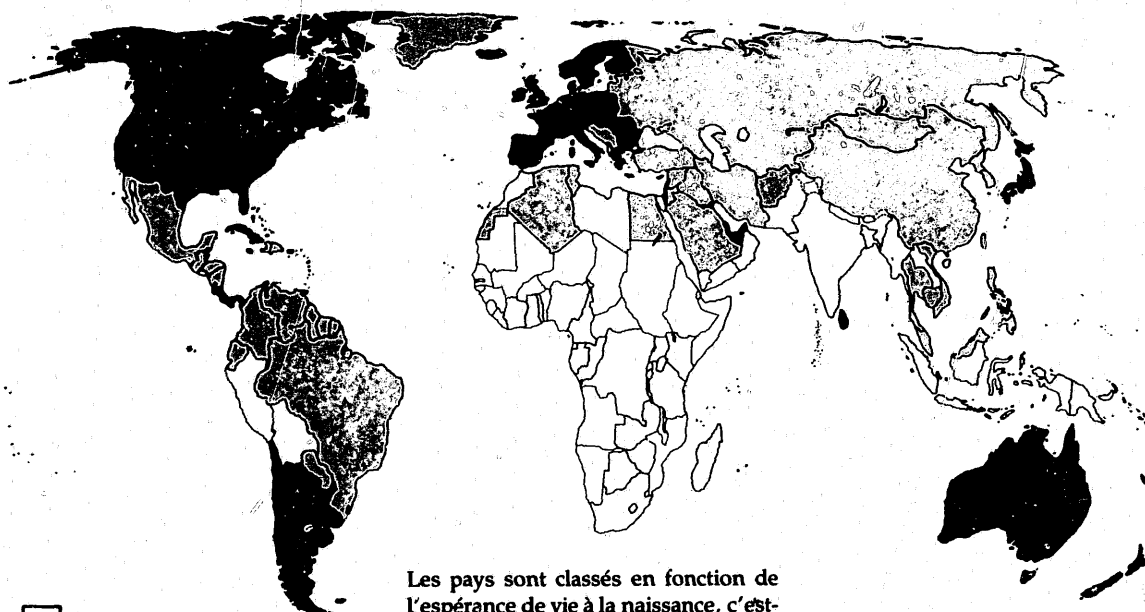 Les pays sont classés en fonction de
l'espérance de vie à la naissance, c'est-